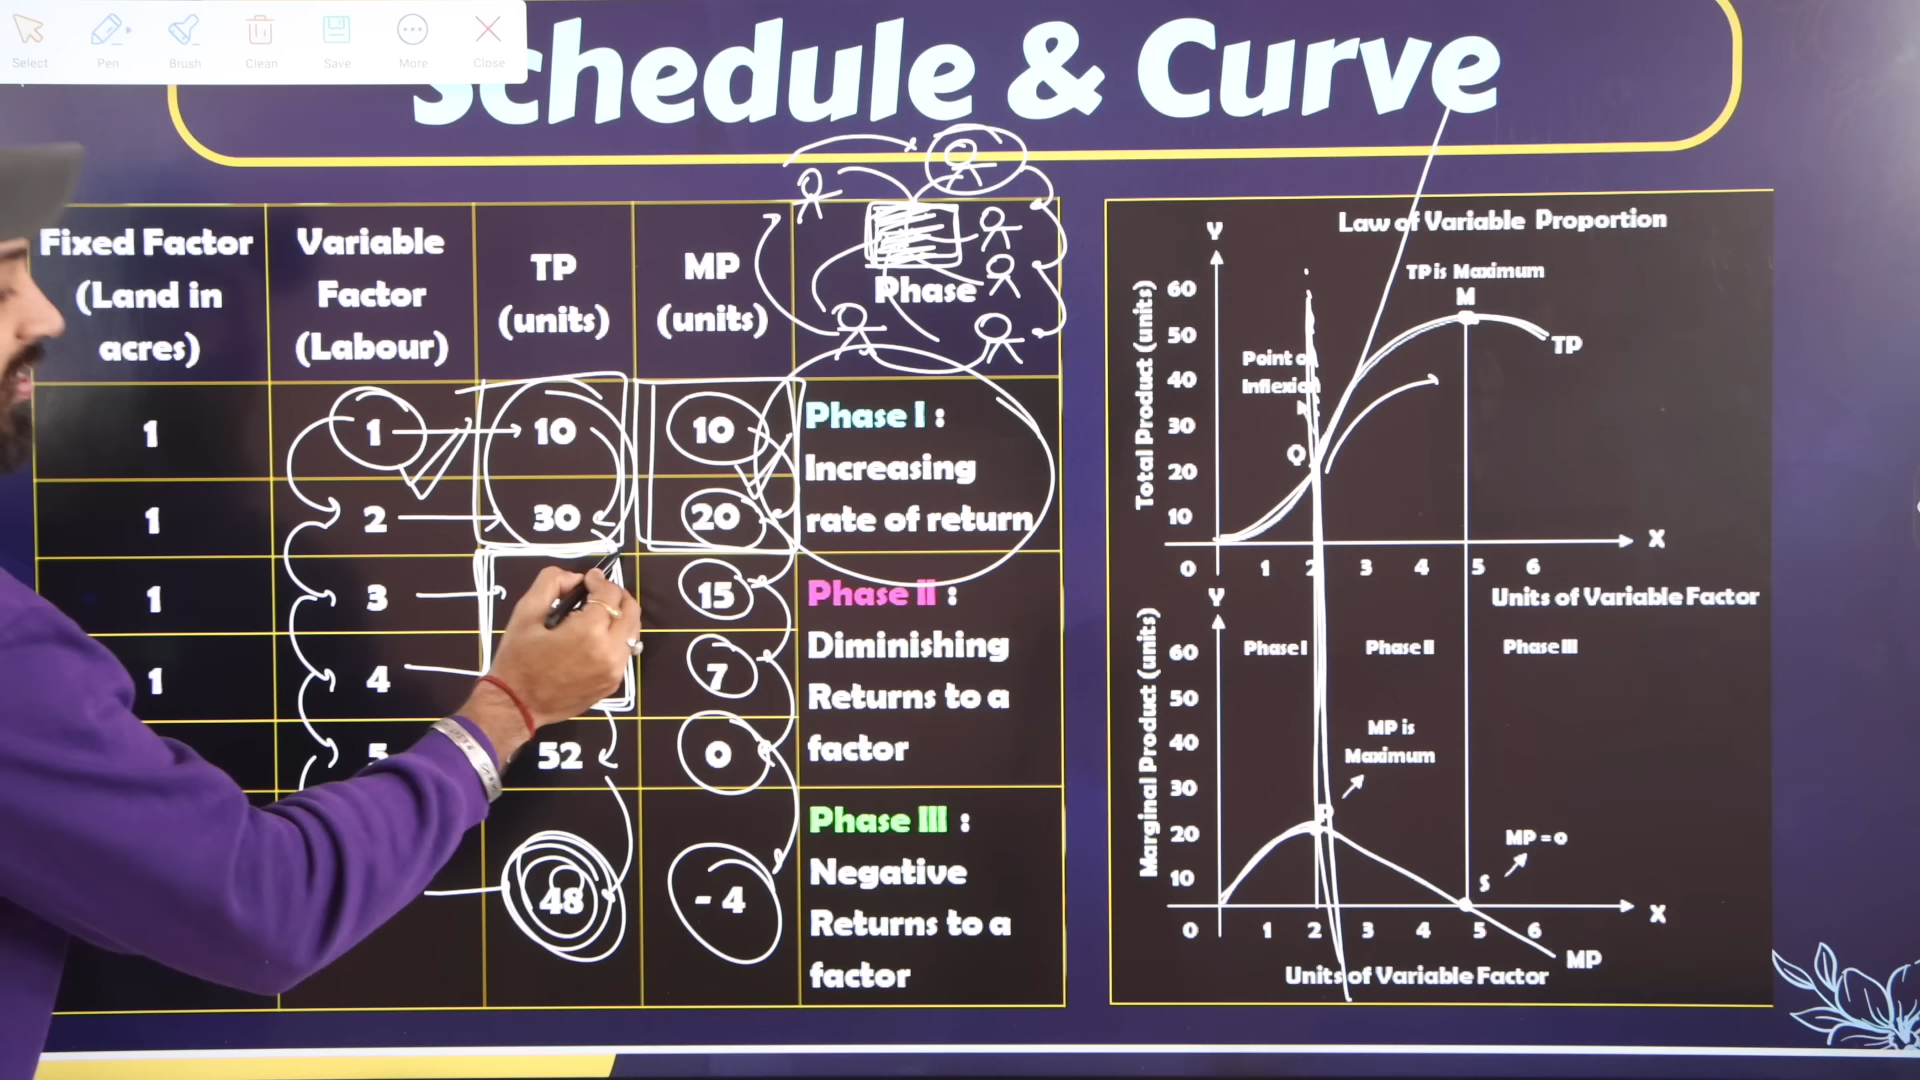 Select Pen Brush Clean Save More Close
Schedule & Curve
Fixed Factor
(Land in
acres)
Variable
Factor
(Labour)
TP
(units)
MP
(units)
Phase
1 1 10 10
Phase I :
Increasing
rate of return
1 2 30 20
1 3 15
Phase II :
Diminishing
Returns to a
factor
1 4 7
5 52 0
48 - 4
Phase III :
Negative
Returns to a
factor
Law of Variable Proportion
Y
TP is Maximum
M
Total Product (units)
60
50
40
30
20
10
0
Point of
Inflexion
Q
TP
X
1 2 3 4 5 6
Units of Variable Factor
Y
Marginal Product (units)
60
50
40
30
20
10
0
Phase I Phase II Phase III
MP is
Maximum
P
MP = 0
S
X
1 2 3 4 5 6
MP
Units of Variable Factor